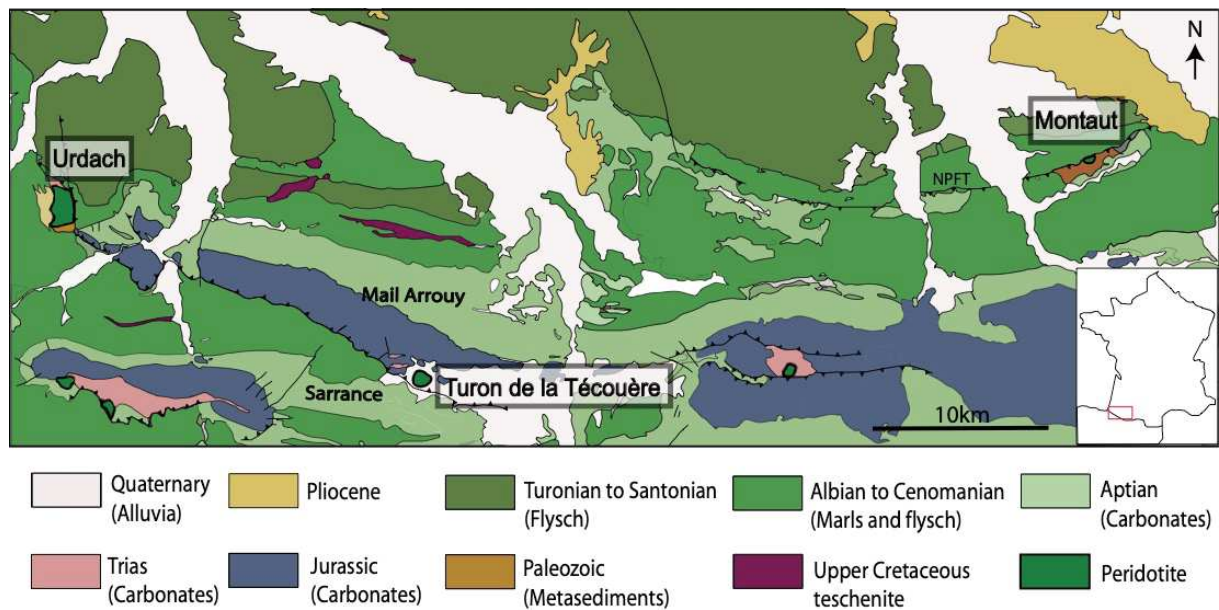 N
Montaut
Urdach
NPFT
Mail Arrouy
Turon de la Técouère
Sarrance
10km
Quaternary
(Alluvia)
Pliocene
Turonian to Santonian
(Flysch)
Albian to Cenomanian
(Marls and flysch)
Aptian
(Carbonates)
Trias
(Carbonates)
Jurassic
(Carbonates)
Paleozoic
(Metasediments)
Upper Cretaceous
teschenite
Peridotite